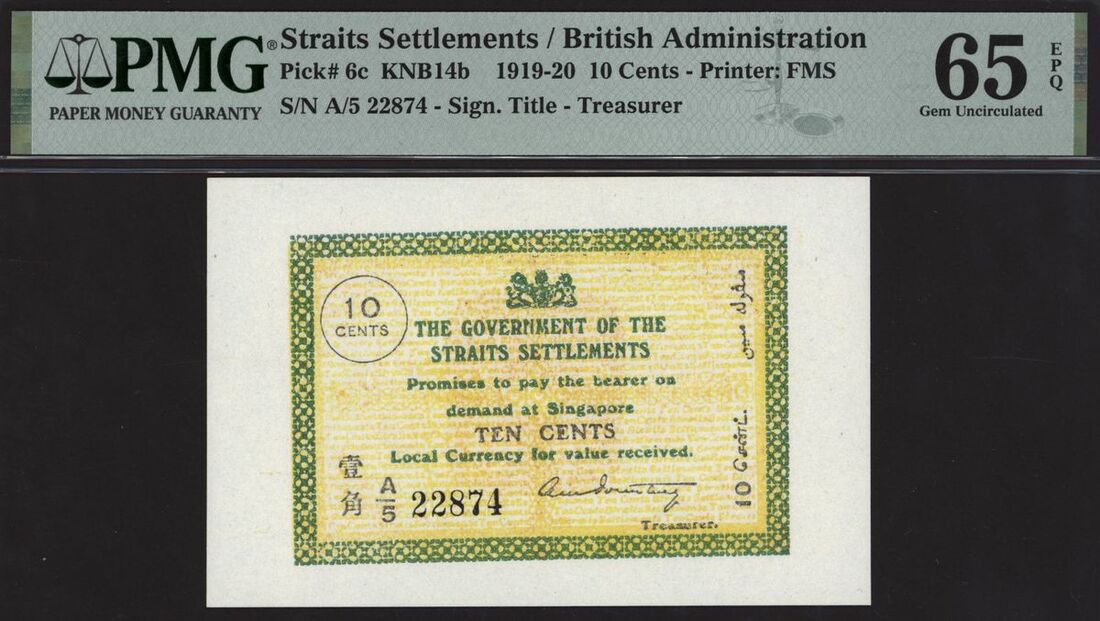 PMG®
PAPER MONEY GUARANTY
Straits Settlements / British Administration
Pick# 6c KNB14b 1919-20 10 Cents - Printer: FMS
S/N A/5 22874 - Sign. Title - Treasurer
65
EPQ
Gem Uncirculated
10
CENTS
THE GOVERNMENT OF THE
STRAITS SETTLEMENTS
Promises to pay the bearer on
demand at Singapore
TEN CENTS
Local Currency for value received.
壹
角
A/5 22874
Treasurer.
10 சென்ட்.